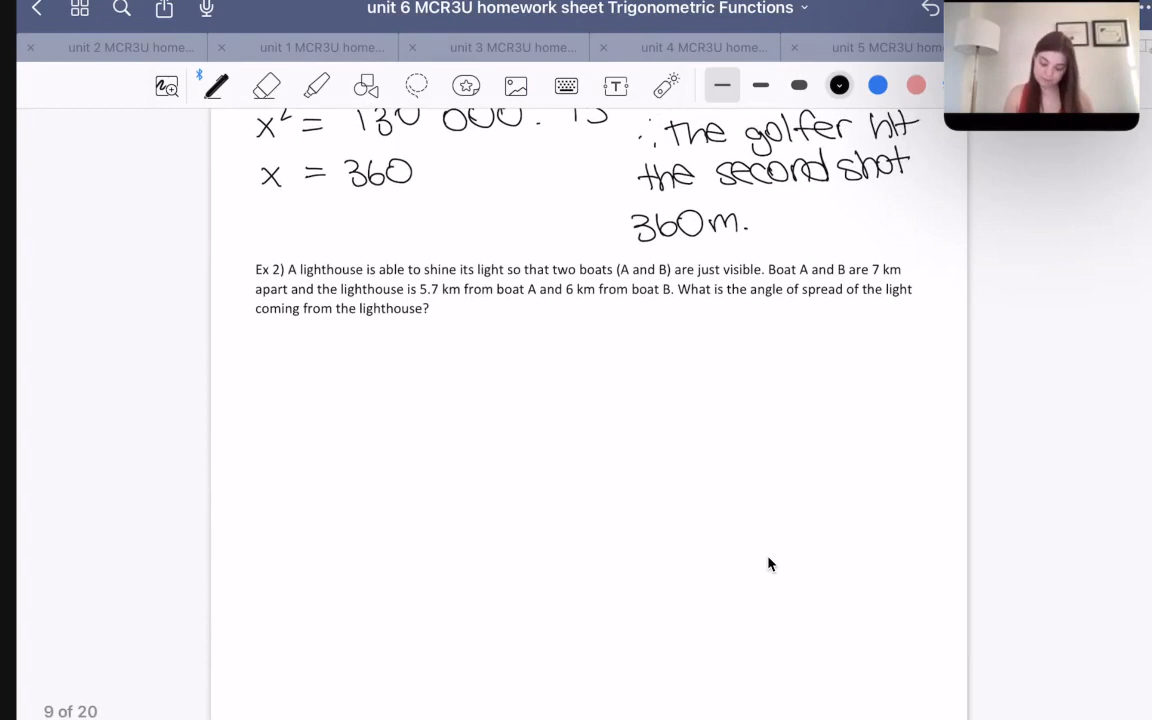 unit 6 MCR3U homework sheet Trigonometric Functions
unit 2 MCR3U home...
unit 1 MCR3U home...
unit 3 MCR3U home...
unit 4 MCR3U home...
unit 5 MCR3U hom
T
x² = 130 000. 13
x = 360
∴ the golfer hit
the second shot
360m.
Ex 2) A lighthouse is able to shine its light so that two boats (A and B) are just visible. Boat A and B are 7 km
apart and the lighthouse is 5.7 km from boat A and 6 km from boat B. What is the angle of spread of the light
coming from the lighthouse?
9 of 20